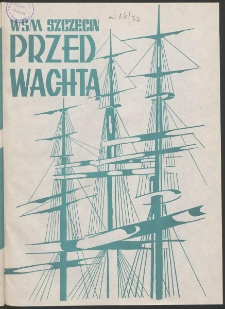 WSM SZCZECIN
PRZED
WACHTĄ